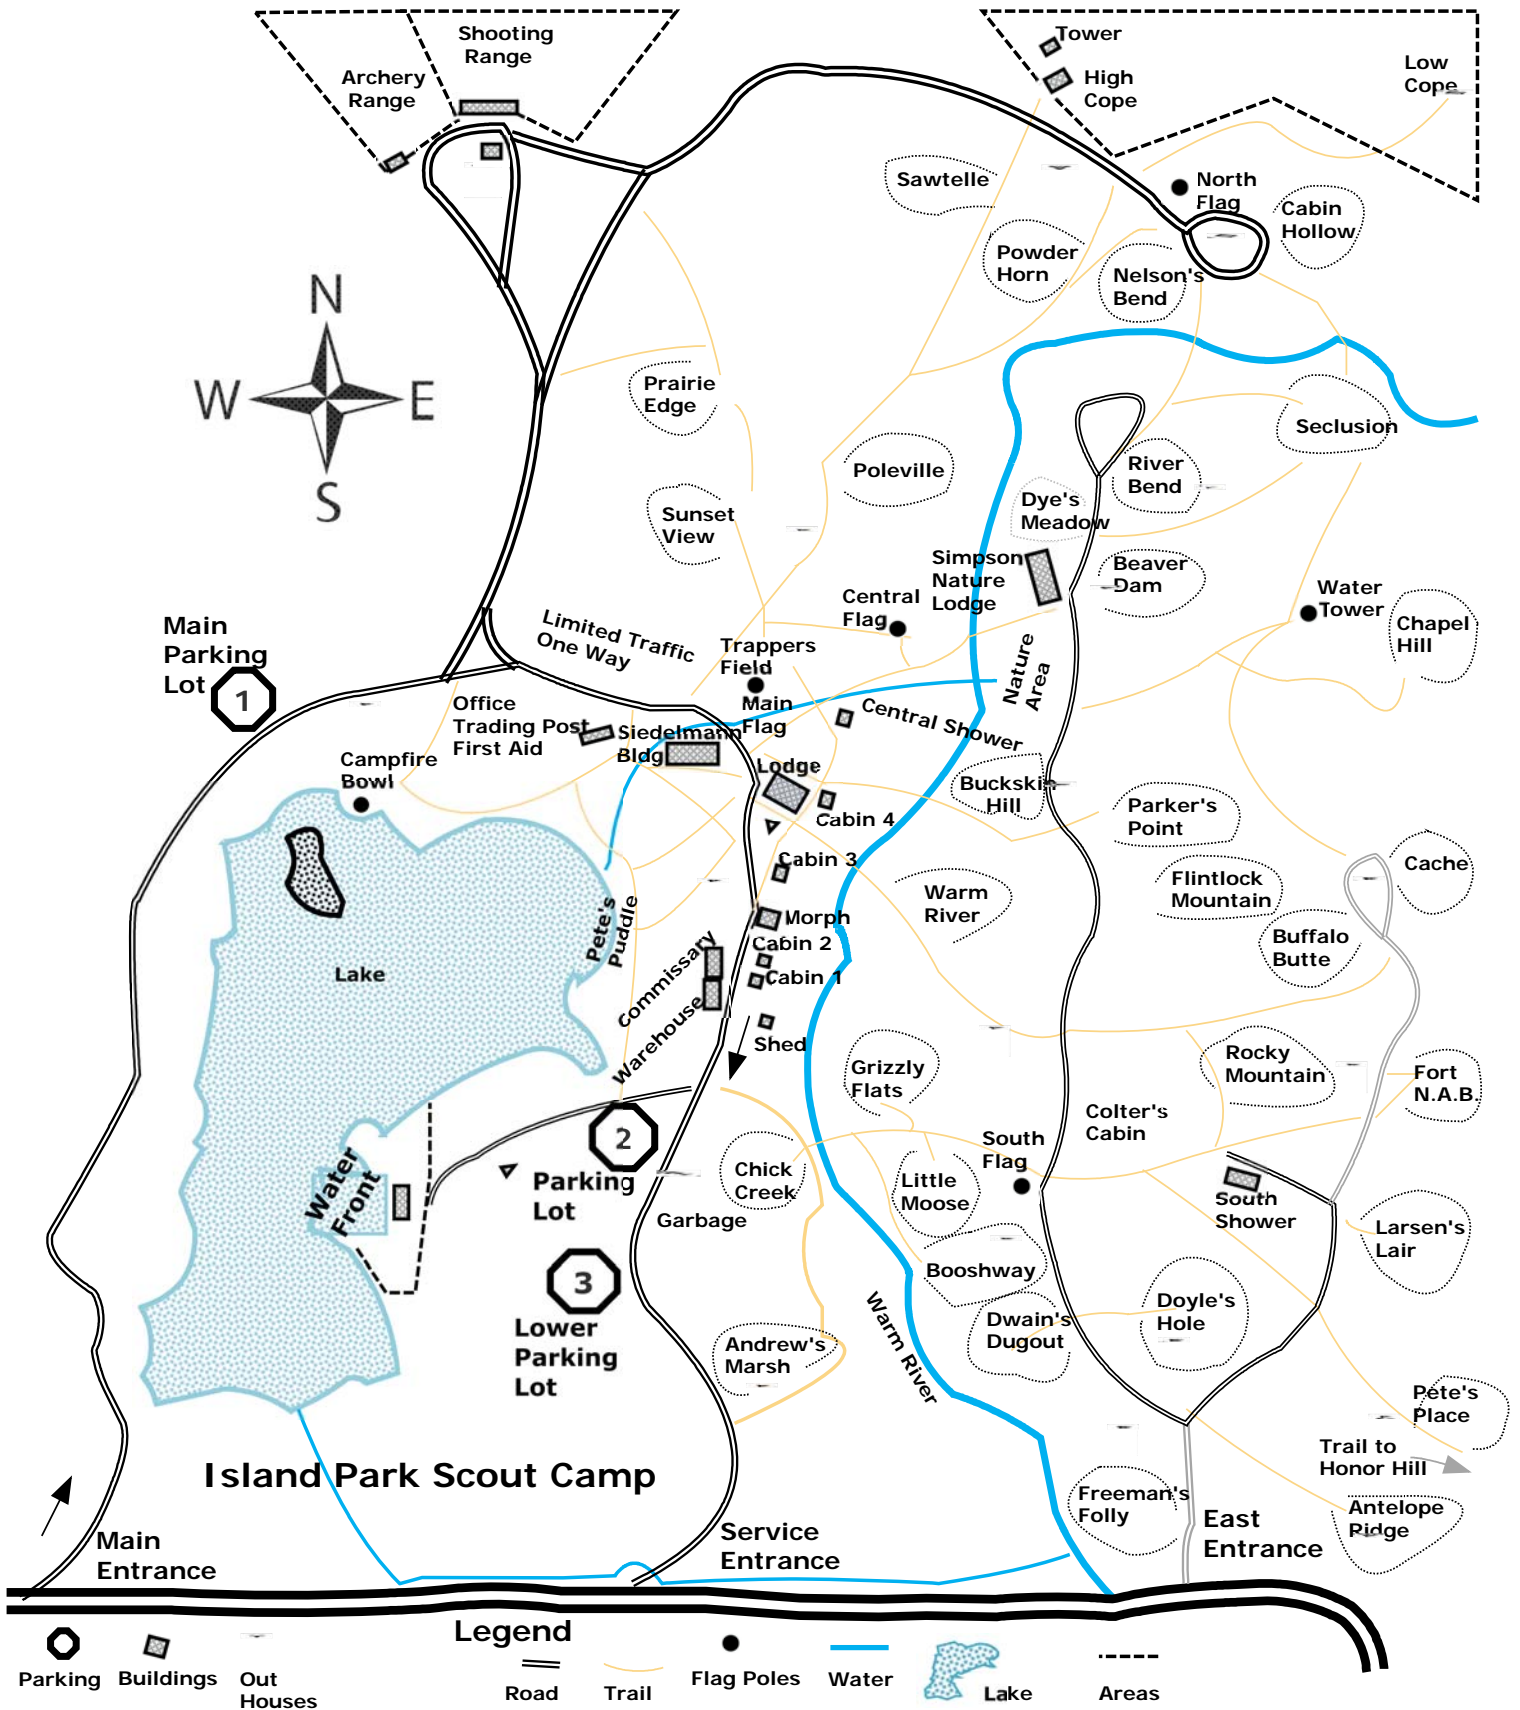 Shooting
Range
Archery
Range
Tower
High
Cope
Low
Cope
Sawtelle
North
Flag
Cabin
Hollow
Powder
Horn
Nelson's
Bend
N
W
E
S
Prairie
Edge
Seclusion
Poleville
River
Bend
Dye's
Meadow
Sunset
View
Simpson
Nature
Lodge
Beaver
Dam
Central
Flag
Water
Tower
Chapel
Hill
Limited Traffic
One Way
Main
Parking
Lot
1
Trappers
Field
Main
Flag
Nature
Area
Office
Trading Post
First Aid
Siedelmann
Bldg
Central Shower
Campfire
Bowl
Lodge
Buckskin
Hill
Cabin 4
Parker's
Point
Cabin 3
Cache
Flintlock
Mountain
Warm
River
Morph
Pete's
Puddle
Cabin 2
Buffalo
Butte
Lake
Commissary
Cabin 1
Warehouse
Shed
Grizzly
Flats
Rocky
Mountain
Fort
N.A.B.
Colter's
Cabin
2
South
Flag
Water
Front
Parking
Lot
Chick
Creek
Little
Moose
South
Shower
Garbage
Larsen's
Lair
3
Booshway
Lower
Parking
Lot
Warm River
Dwain's
Dugout
Doyle's
Hole
Andrew's
Marsh
Pete's
Place
Trail to
Honor Hill
Island Park Scout Camp
Freeman's
Folly
Antelope
Ridge
Main
Entrance
Service
Entrance
East
Entrance
Legend
Parking
Buildings
Out
Houses
Road
Trail
Flag Poles
Water
Lake
Areas